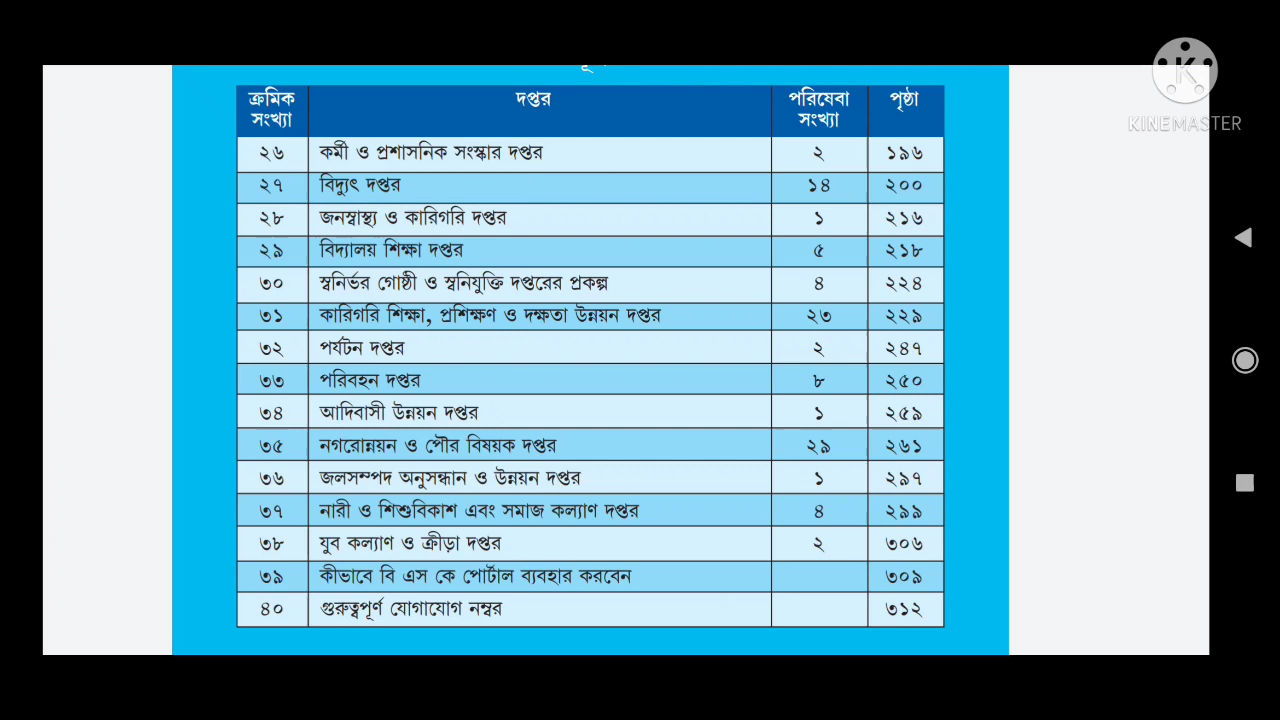 KINEMASTER
ক্রমিক সংখ্যা দপ্তর পরিষেবা সংখ্যা পৃষ্ঠা
২৬ কর্মী ও প্রশাসনিক সংস্কার দপ্তর ২ ১৯৬
২৭ বিদ্যুৎ দপ্তর ১৪ ২০০
২৮ জনস্বাস্থ্য ও কারিগরি দপ্তর ১ ২১৬
২৯ বিদ্যালয় শিক্ষা দপ্তর ৫ ২১৮
৩০ স্বনির্ভর গোষ্ঠী ও স্বনিযুক্তি দপ্তরের প্রকল্প ৪ ২২৪
৩১ কারিগরি শিক্ষা, প্রশিক্ষণ ও দক্ষতা উন্নয়ন দপ্তর ২৩ ২২৯
৩২ পর্যটন দপ্তর ২ ২৪৭
৩৩ পরিবহন দপ্তর ৮ ২৫০
৩৪ আদিবাসী উন্নয়ন দপ্তর ১ ২৫৯
৩৫ নগরোন্নয়ন ও পৌর বিষয়ক দপ্তর ২৯ ২৬১
৩৬ জলসম্পদ অনুসন্ধান ও উন্নয়ন দপ্তর ১ ২৯৭
৩৭ নারী ও শিশুবিকাশ এবং সমাজ কল্যাণ দপ্তর ৪ ২৯৯
৩৮ যুব কল্যাণ ও ক্রীড়া দপ্তর ২ ৩০৬
৩৯ কীভাবে বি এস কে পোর্টাল ব্যবহার করবেন ৩০৯
৪০ গুরুত্বপূর্ণ যোগাযোগ নম্বর ৩১২